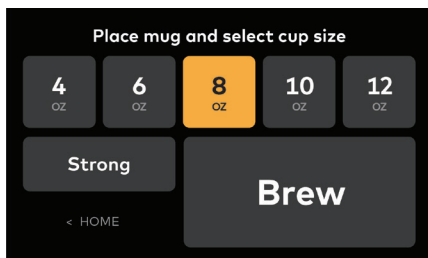 Place mug and select cup size
4 6 8 10 12
OZ OZ OZ OZ OZ
Strong
Brew
< HOME